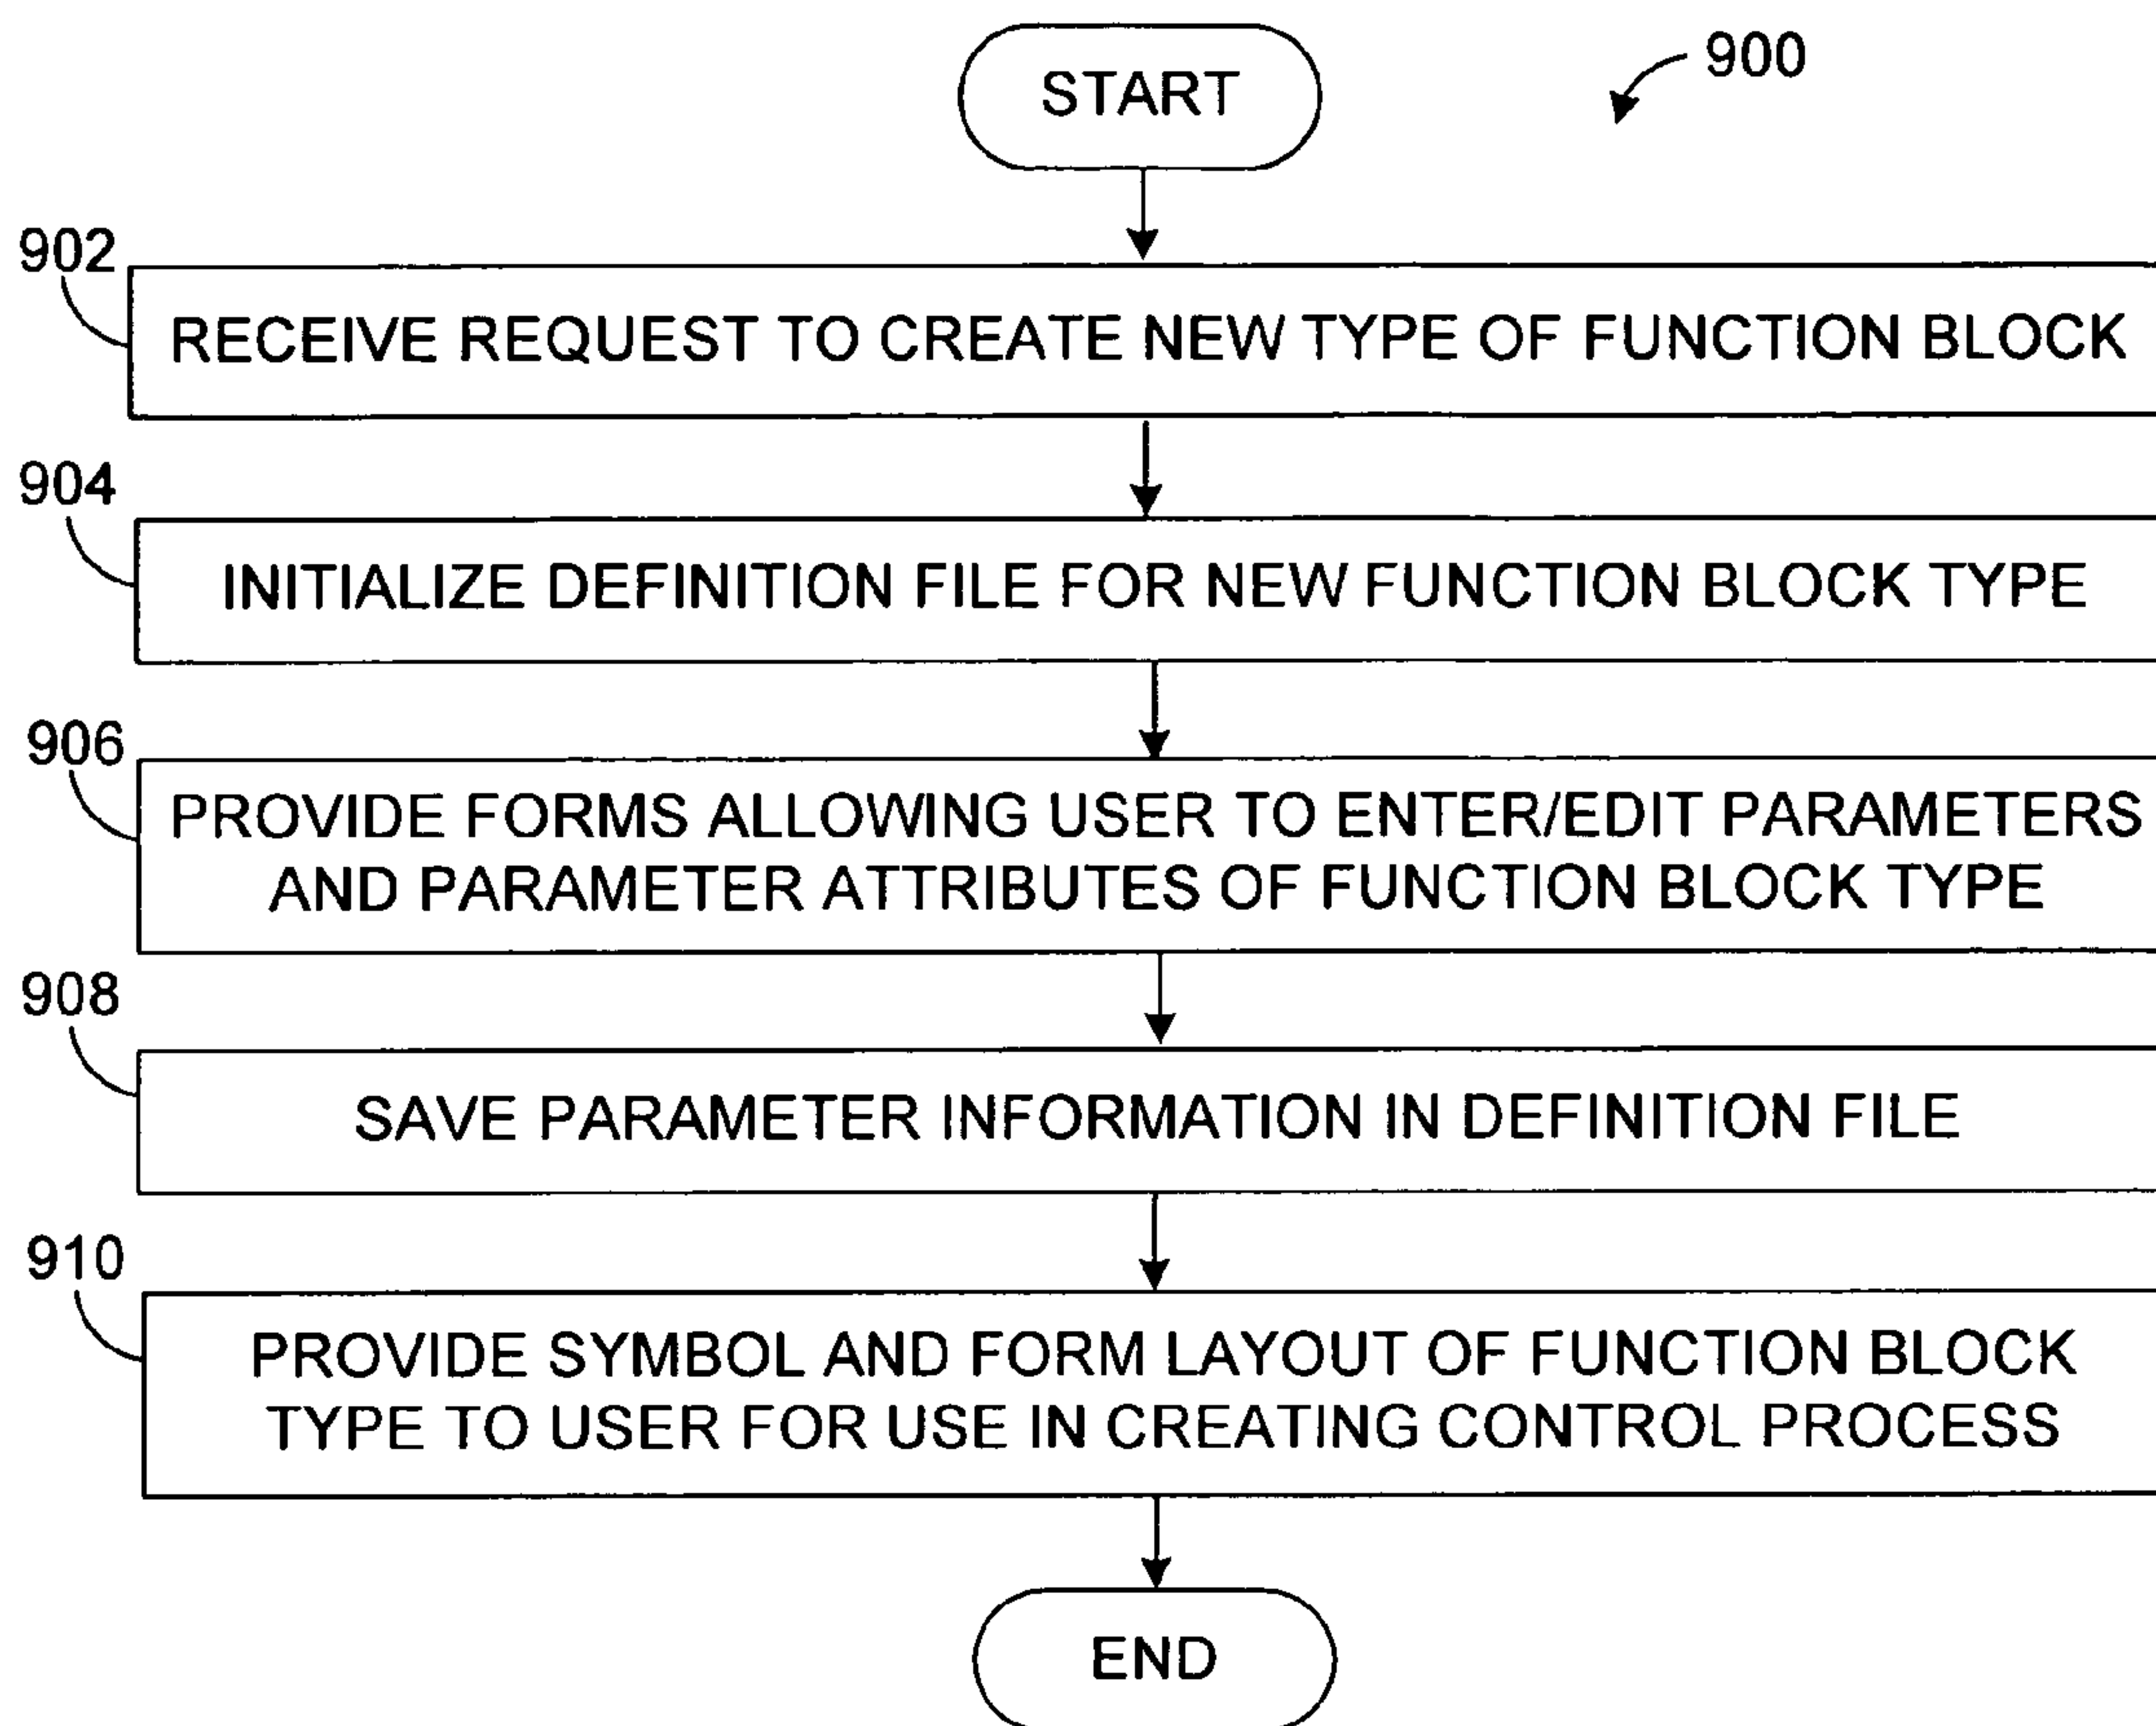 START
900
902
RECEIVE REQUEST TO CREATE NEW TYPE OF FUNCTION BLOCK
904
INITIALIZE DEFINITION FILE FOR NEW FUNCTION BLOCK TYPE
906
PROVIDE FORMS ALLOWING USER TO ENTER/EDIT PARAMETERS
AND PARAMETER ATTRIBUTES OF FUNCTION BLOCK TYPE
908
SAVE PARAMETER INFORMATION IN DEFINITION FILE
910
PROVIDE SYMBOL AND FORM LAYOUT OF FUNCTION BLOCK
TYPE TO USER FOR USE IN CREATING CONTROL PROCESS
END